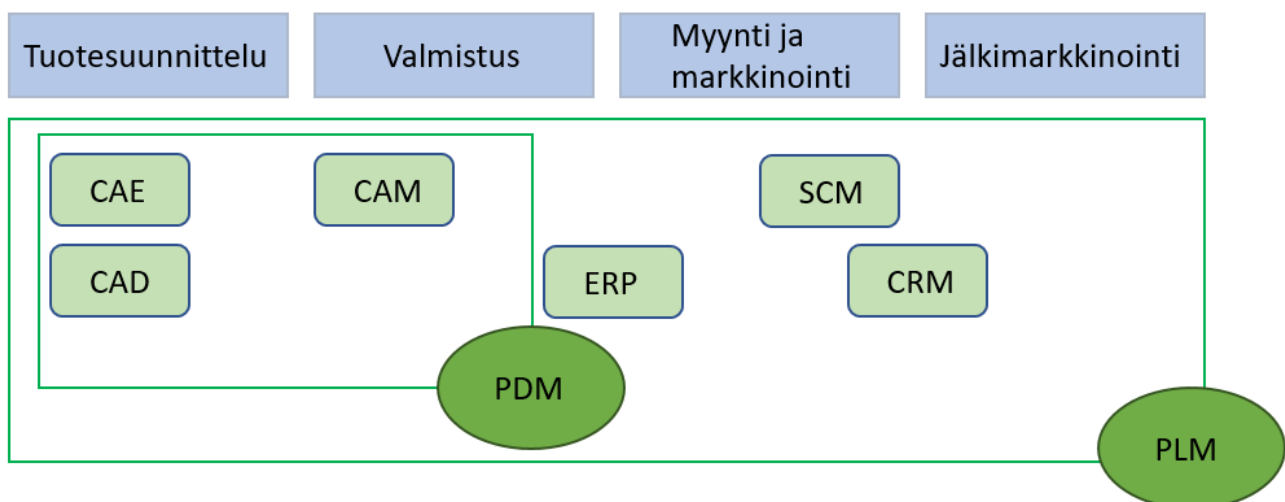 Tuotesuunnittelu
Valmistus
Myynti ja
markkinointi
Jälkimarkkinointi
CAE
CAM
SCM
CAD
ERP
CRM
PDM
PLM